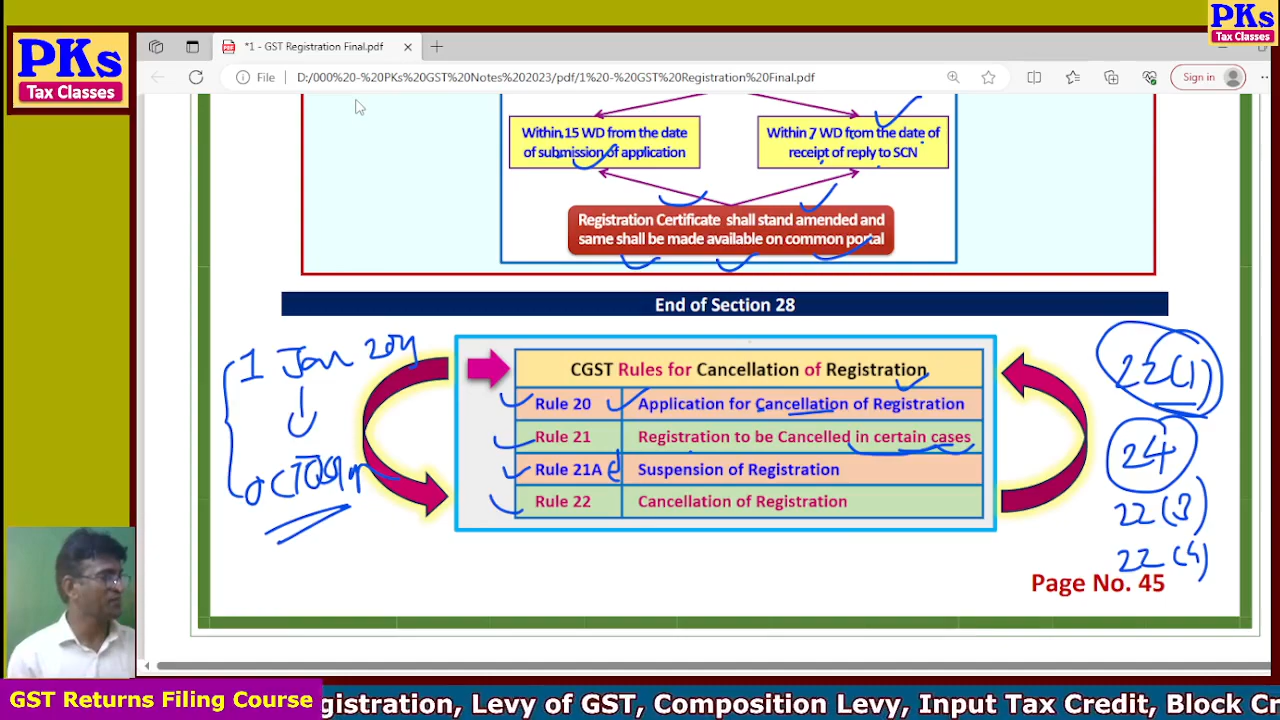 PKs
Tax Classes
PKs
Tax Classes
*1 - GST Registration Final.pdf
File D:/000%20-%20PKs%20GST%20Notes%202023/pdf/1%20-%20GST%20Registration%20Final.pdf
Sign in
Within 15 WD from the date
of submission of application
Within 7 WD from the date of
receipt of reply to SCN
Registration Certificate shall stand amended and
same shall be made available on common portal
End of Section 28
1 Jan
CGST Rules for Cancellation of Registration
Rule 20 Application for Cancellation of Registration
Rule 21 Registration to be Cancelled in certain cases
Rule 21A Suspension of Registration
Rule 22 Cancellation of Registration
22(1)
24
22(3)
22(4)
Page No. 45
GST Returns Filing Course
gistration, Levy of GST, Composition Levy, Input Tax Credit, Block Cr